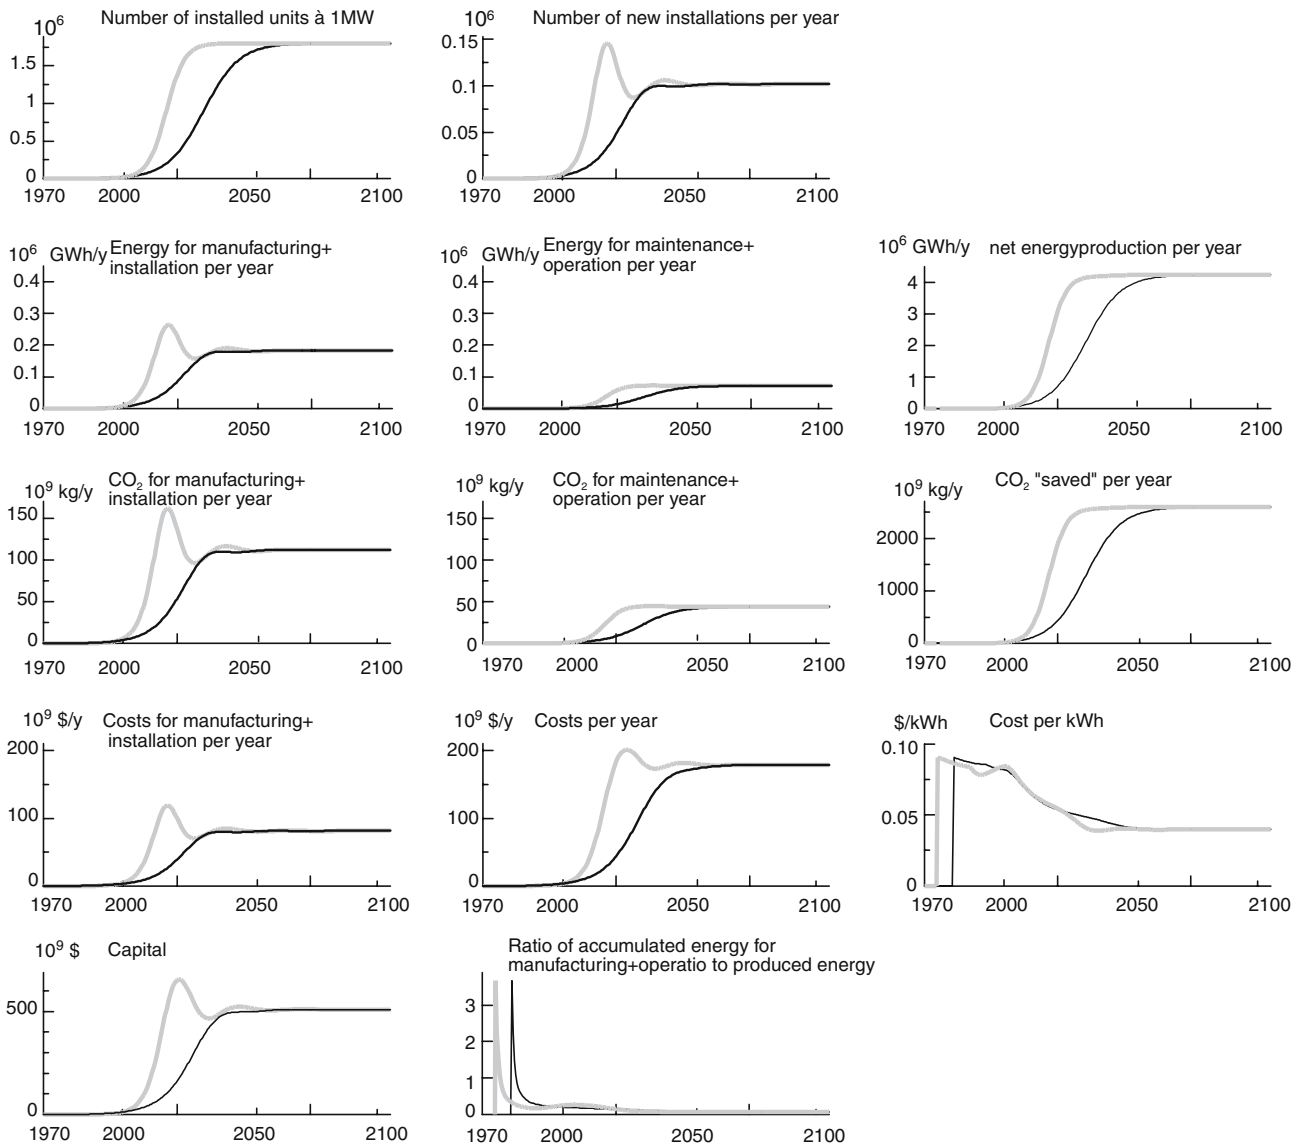 Number of installed units à 1MW
10⁶
1.5
1
0.5
0
1970 2000 2050 2100
Number of new installations per year
10⁶
0.15
0.1
0.05
0
1970 2000 2050 2100
10⁶ GWh/y Energy for manufacturing+
installation per year
0.4
0.3
0.2
0.1
0
1970 2000 2050 2100
10⁶ GWh/y Energy for maintenance+
operation per year
0.4
0.3
0.2
0.1
0
1970 2000 2050 2100
10⁶ GWh/y net energyproduction per year
4
3
2
1
0
1970 2000 2050 2100
10⁹ kg/y CO₂ for manufacturing+
installation per year
150
100
50
0
1970 2000 2050 2100
10⁹ kg/y CO₂ for maintenance+
operation per year
150
100
50
0
1970 2000 2050 2100
10⁹ kg/y CO₂ "saved" per year
2000
1000
0
1970 2000 2050 2100
10⁹ $/y Costs for manufacturing+
installation per year
200
100
0
1970 2000 2050 2100
10⁹ $/y Costs per year
200
100
0
1970 2000 2050 2100
$/kWh Cost per kWh
0.10
0.05
0
1970 2000 2050 2100
10⁹ $ Capital
500
0
1970 2000 2050 2100
Ratio of accumulated energy for
manufacturing+operatio to produced energy
3
2
1
0
1970 2000 2050 2100